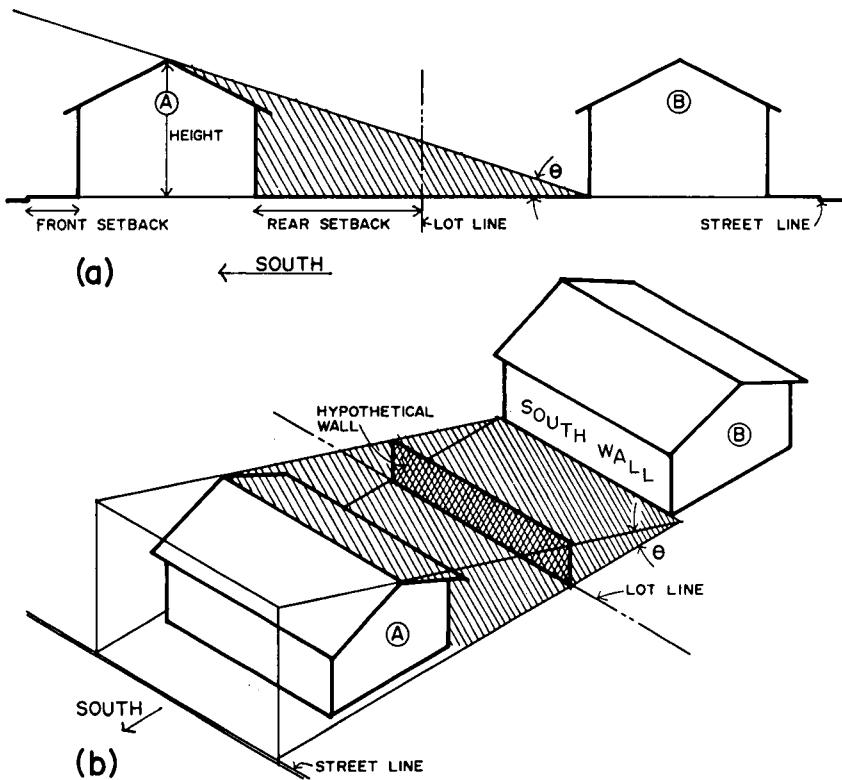 A
HEIGHT
B
θ
FRONT SETBACK
REAR SETBACK
LOT LINE
STREET LINE
(a)
SOUTH
HYPOTHETICAL
WALL
SOUTH WALL
B
θ
LOT LINE
A
SOUTH
(b)
STREET LINE